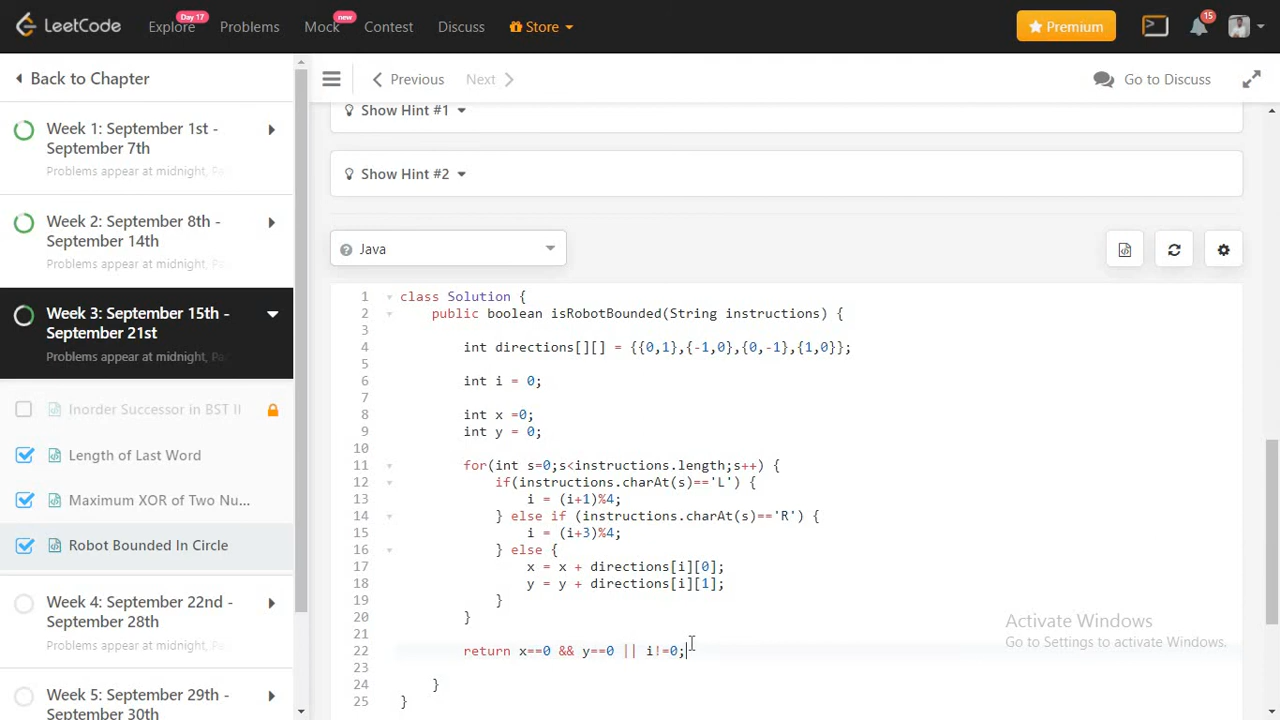 LeetCode
Explore
Day 17
Problems
Mock
new
Contest
Discuss
Store
Premium
15
Back to Chapter
Previous
Next
Go to Discuss
Week 1: September 1st -
September 7th
Problems appear at midnight,
Week 2: September 8th -
September 14th
Problems appear at midnight,
Week 3: September 15th -
September 21st
Problems appear at midnight,
Inorder Successor in BST II
Length of Last Word
Maximum XOR of Two Nu...
Robot Bounded In Circle
Week 4: September 22nd -
September 28th
Problems appear at midnight,
Week 5: September 29th -
September 30th
Show Hint #1
Show Hint #2
Java
1 class Solution {
2 public boolean isRobotBounded(String instructions) {
3
4 int directions[][] = {{0,1},{-1,0},{0,-1},{1,0}};
5
6 int i = 0;
7
8 int x =0;
9 int y = 0;
10
11 for(int s=0;s<instructions.length;s++) {
12 if(instructions.charAt(s)=='L') {
13 i = (i+1)%4;
14 } else if (instructions.charAt(s)=='R') {
15 i = (i+3)%4;
16 } else {
17 x = x + directions[i][0];
18 y = y + directions[i][1];
19 }
20 }
21
22 return x==0 && y==0 || i!=0;
23
24 }
25 }
Activate Windows
Go to Settings to activate Windows.